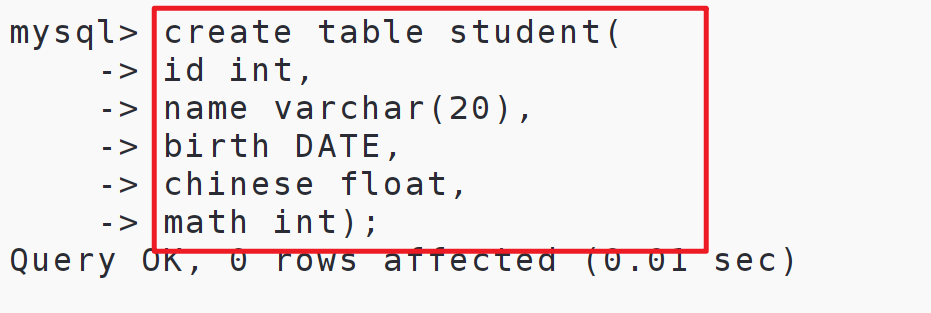 mysql> create table student(
-> id int,
-> name varchar(20),
-> birth DATE,
-> chinese float,
-> math int);
Query OK, 0 rows affected (0.01 sec)